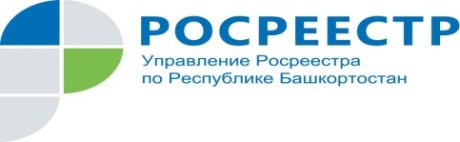 РОСРЕЕСТР
Управление Росреестра
по Республике Башкортостан